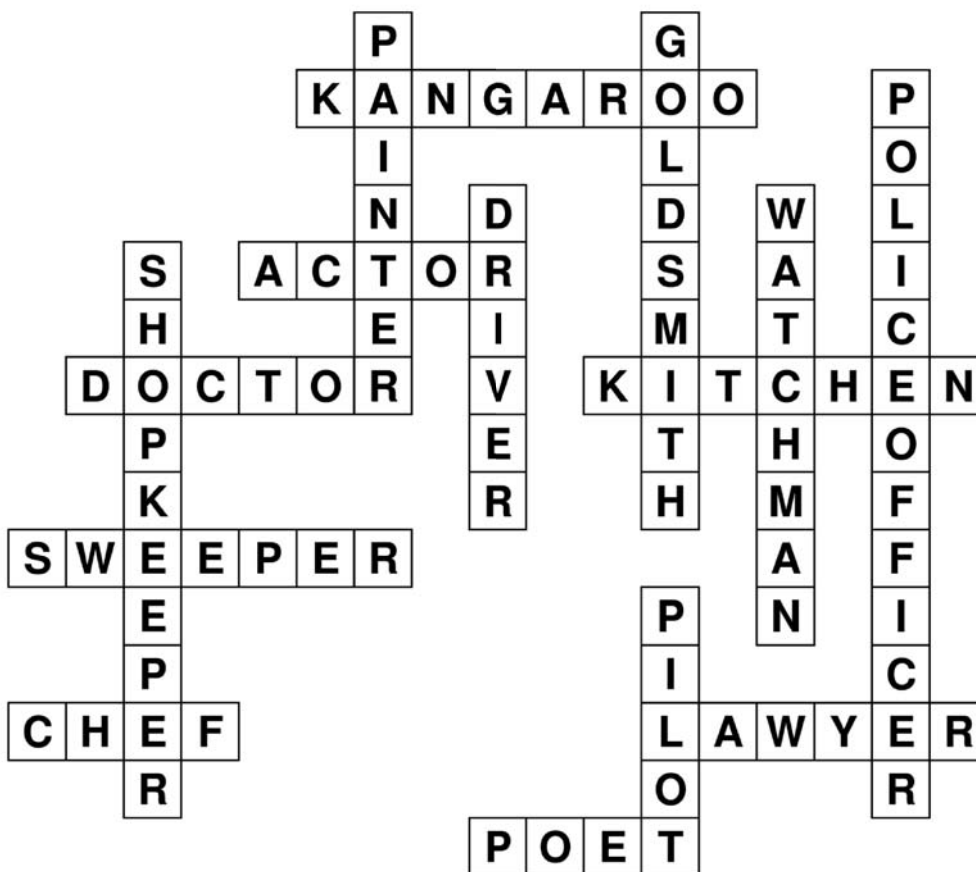 PAINTER
GOLDSMITH
KANGAROO
POLICEOFFICER
DRIVER
WATCHMAN
SHOPKEEPER
ACTOR
DOCTOR
KITCHEN
SWEEPER
PILOT
CHEF
LAWYER
POET